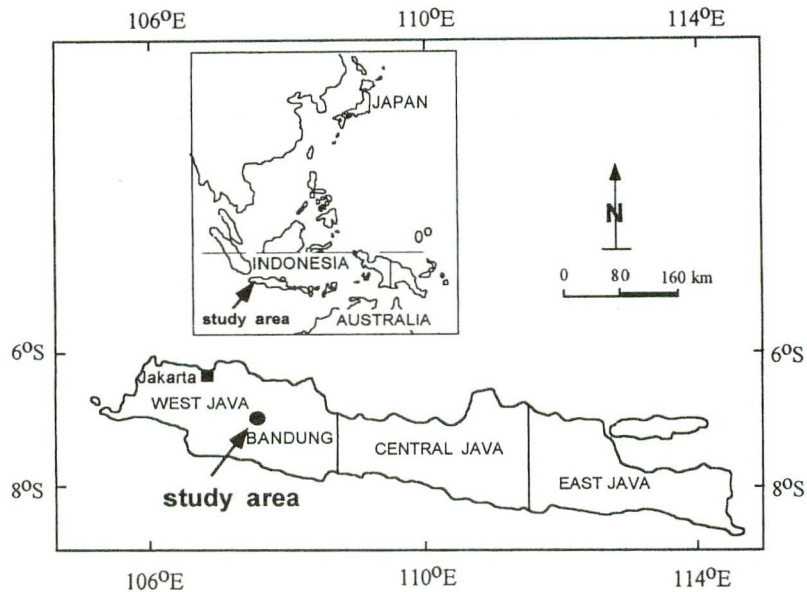 106°E 110°E 114°E
JAPAN
N
0°
INDONESIA
0 80 160 km
study area
AUSTRALIA
6°S 6°S
Jakarta
WEST JAVA
BANDUNG
CENTRAL JAVA
EAST JAVA
study area
8°S 8°S
106°E 110°E 114°E